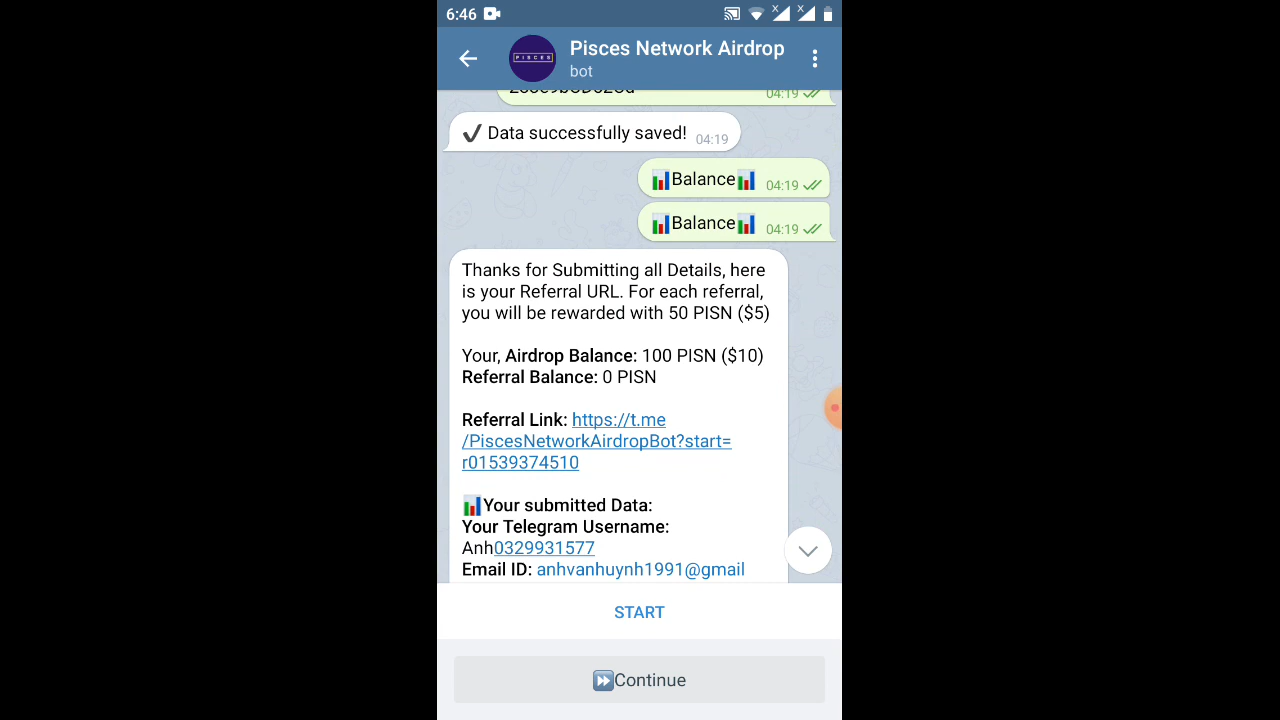 6:46
Pisces Network Airdrop
PISCES
bot
04:19
✔ Data successfully saved! 04:19
📊Balance📊 04:19
📊Balance📊 04:19
Thanks for Submitting all Details, here
is your Referral URL. For each referral,
you will be rewarded with 50 PISN ($5)
Your, Airdrop Balance: 100 PISN ($10)
Referral Balance: 0 PISN
Referral Link: https://t.me
/PiscesNetworkAirdropBot?start=
r01539374510
📊Your submitted Data:
Your Telegram Username:
Anh0329931577
Email ID: anhvanhuynh1991@gmail
START
⏩Continue